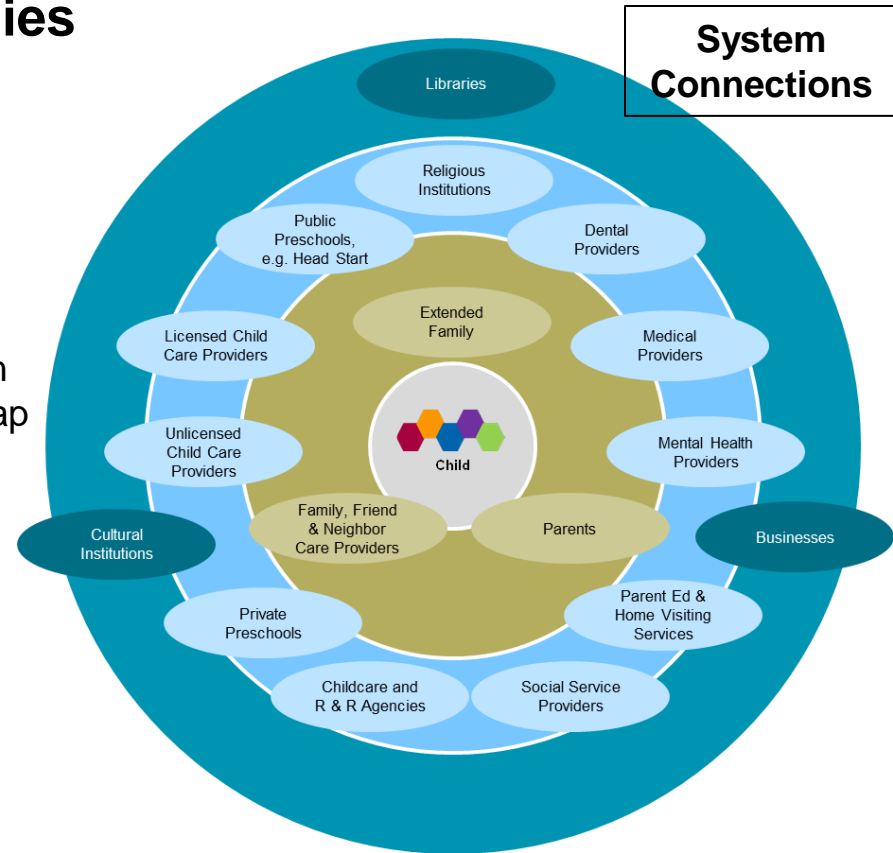 ies
System
Connections
Libraries
Religious
Institutions
Public
Preschools,
e.g. Head Start
Dental
Providers
Extended
Family
Licensed Child
Care Providers
Medical
Providers
n
ap
Child
Unlicensed
Child Care
Providers
Mental Health
Providers
Cultural
Institutions
Family, Friend
& Neighbor
Care Providers
Parents
Businesses
Private
Preschools
Parent Ed &
Home Visiting
Services
Childcare and
R & R Agencies
Social Service
Providers